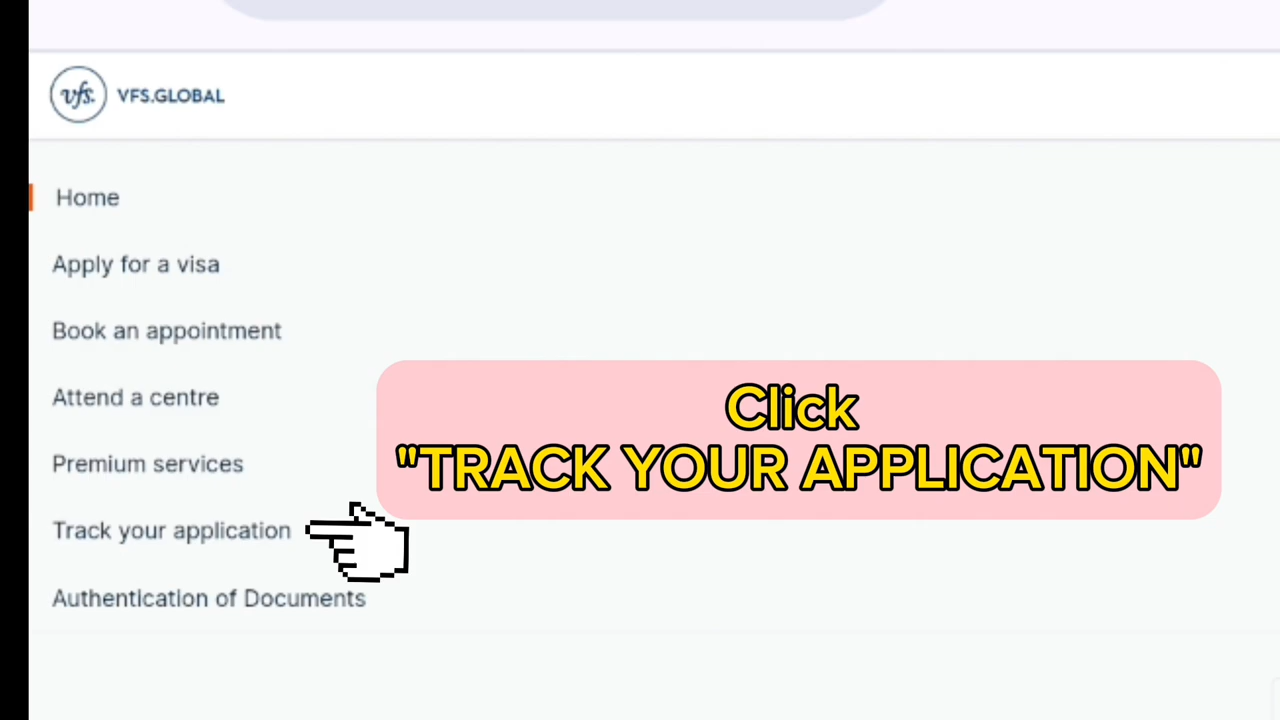 vfs.
VFS.GLOBAL
Home
Apply for a visa
Book an appointment
Attend a centre
Click
"TRACK YOUR APPLICATION"
Premium services
Track your application
Authentication of Documents